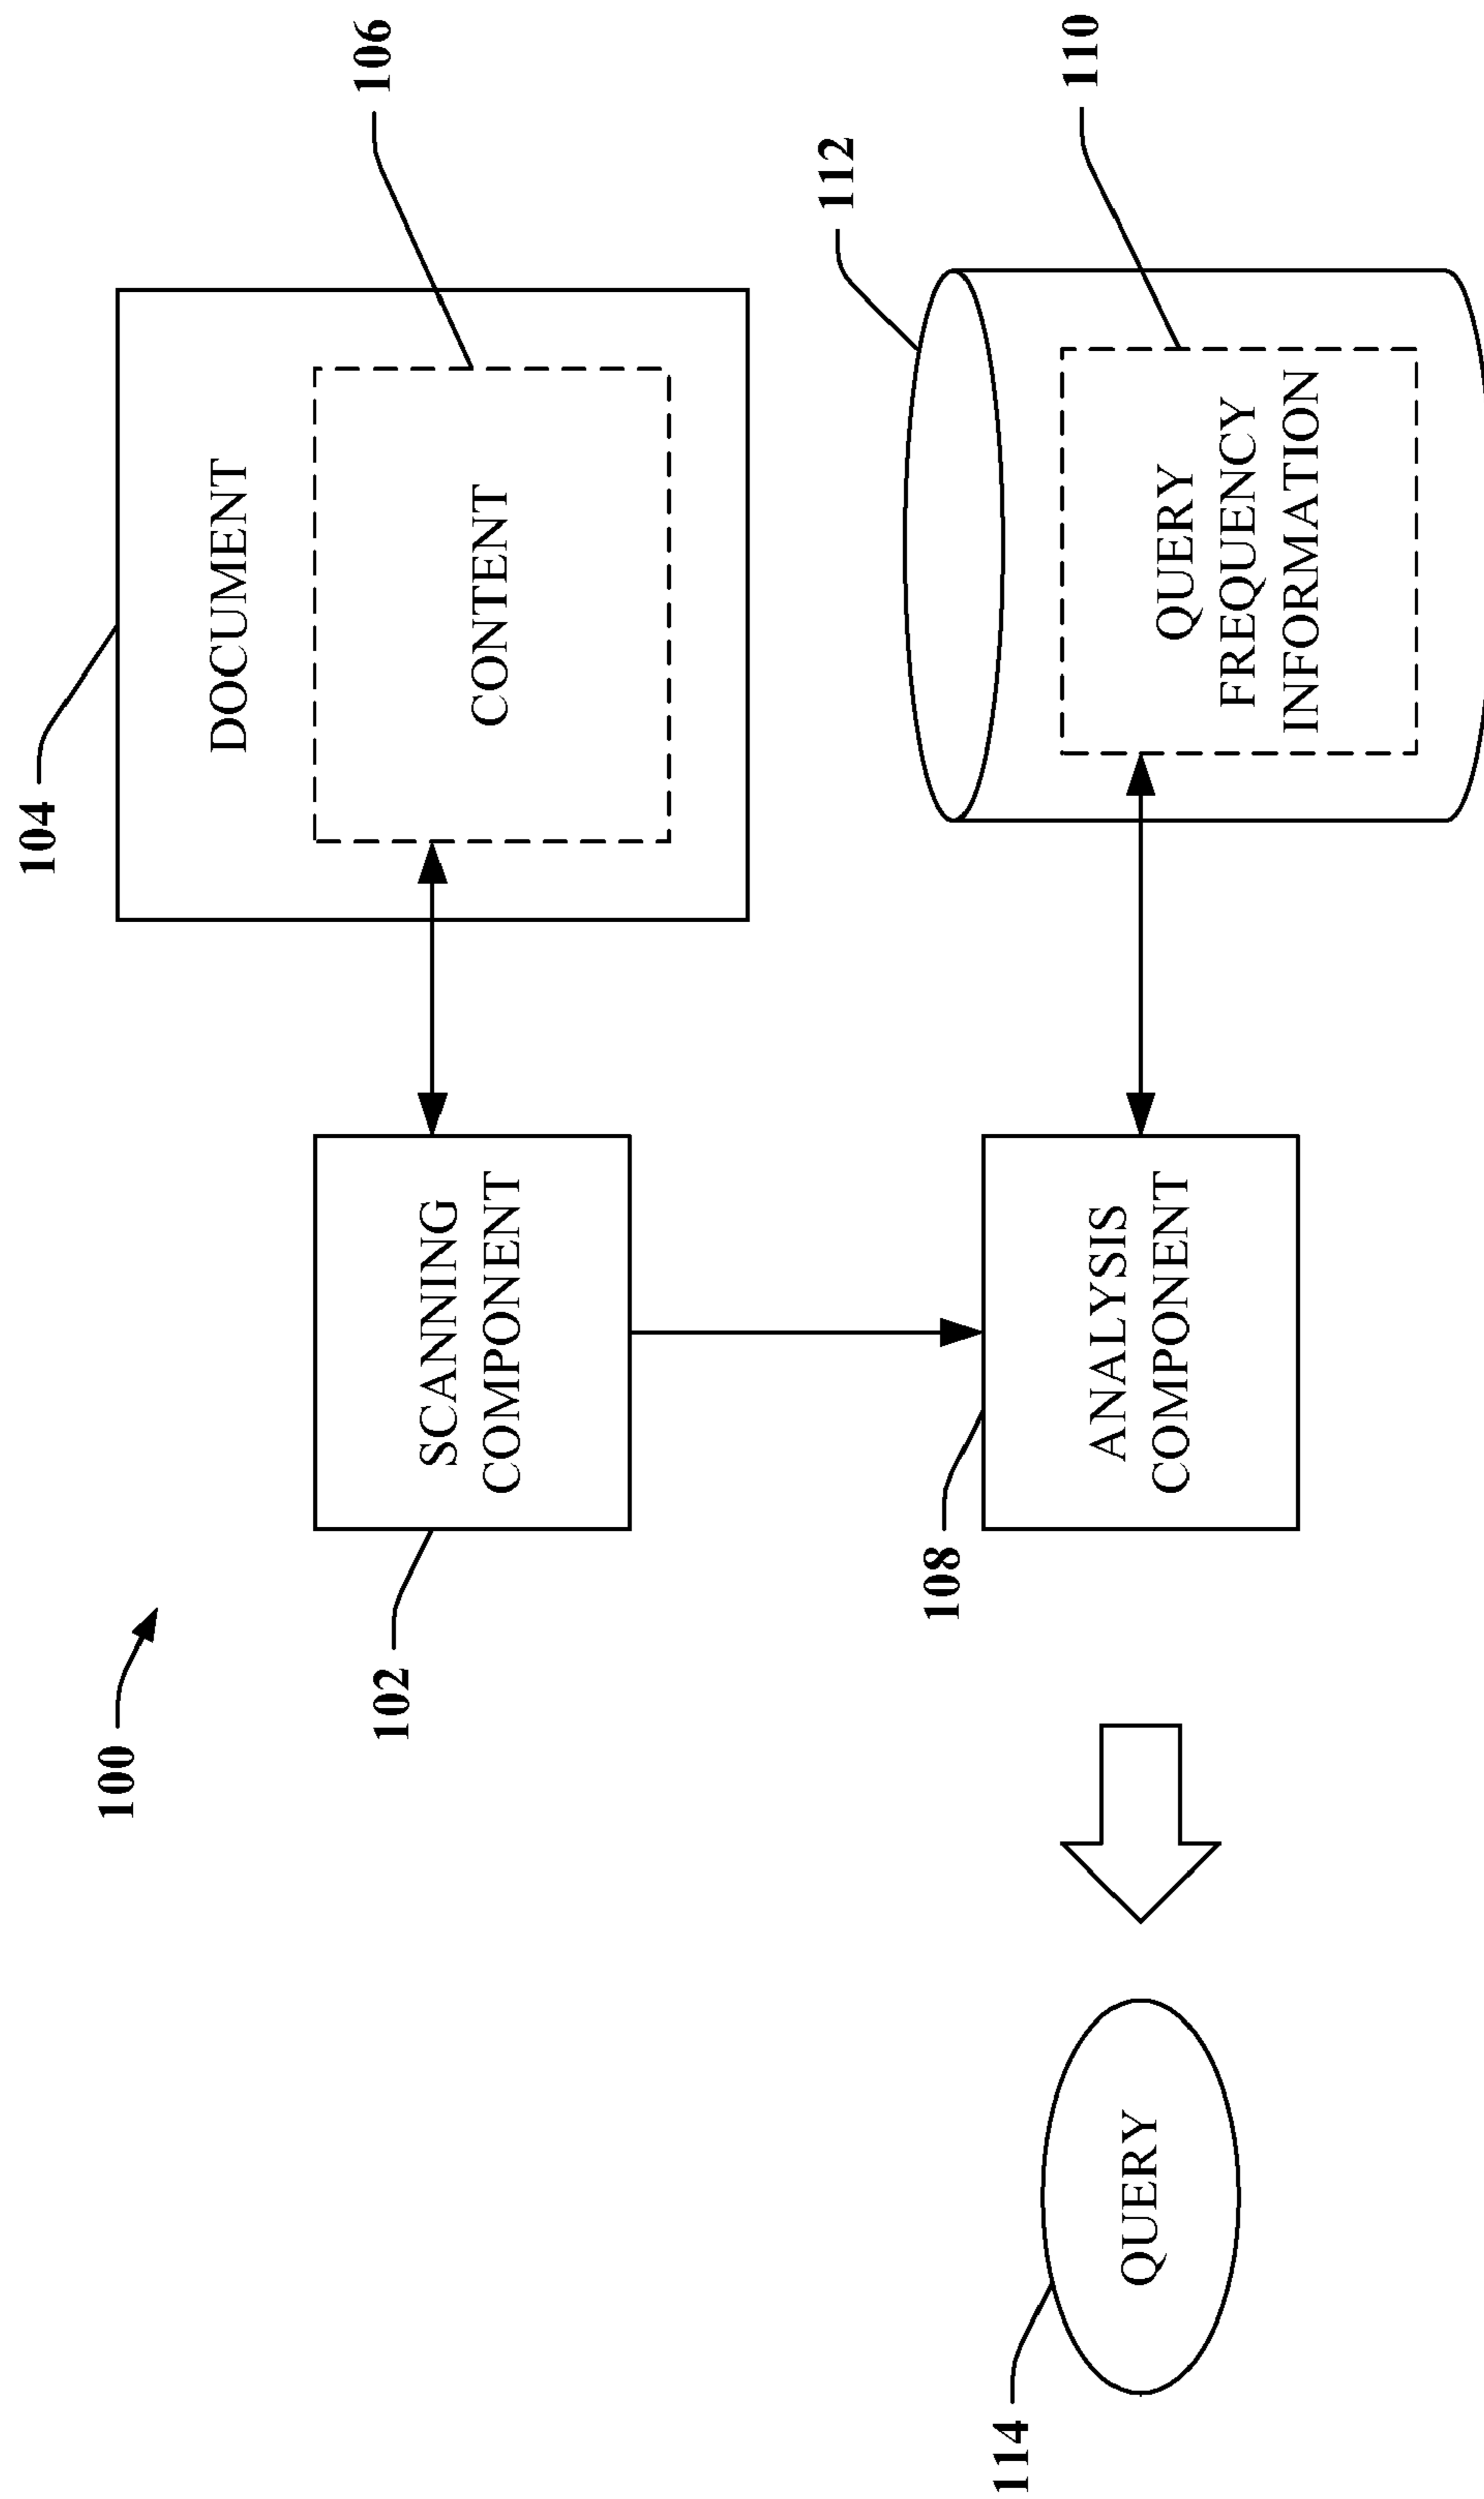 100
104
DOCUMENT
106
CONTENT
102
SCANNING
COMPONENT
112
108
ANALYSIS
COMPONENT
110
QUERY
FREQUENCY
INFORMATION
114
QUERY